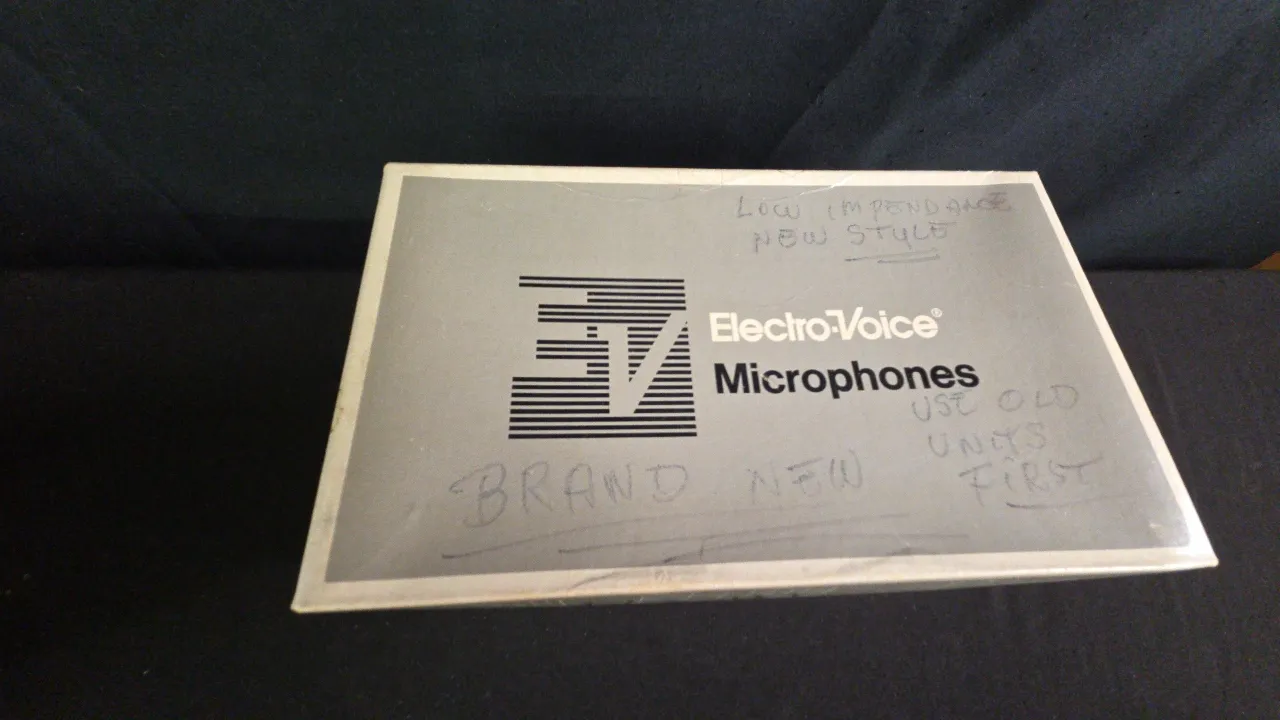 LOW IMPENDANCE
NEW STYLE
EV
Electro-Voice®
Microphones
USE OLD
UNITS
FIRST
BRAND NEW